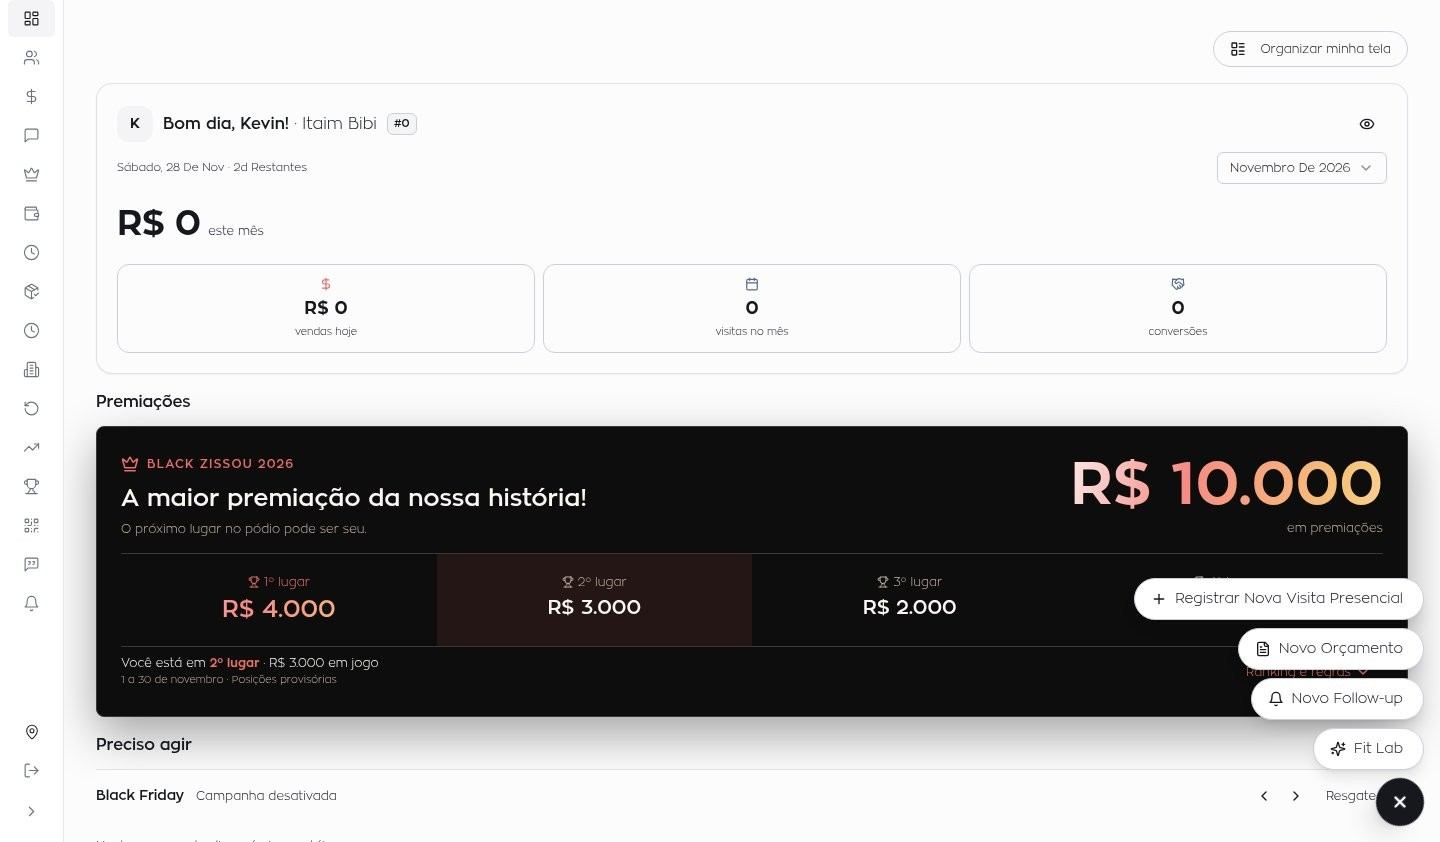 Organizar minha tela
K
Bom dia, Kevin! · Itaim Bibi #0
Sábado, 28 De Nov · 2d Restantes
Novembro De 2026
R$ 0 este mês
R$ 0
vendas hoje
0
visitas no mês
0
conversões
Premiações
BLACK ZISSOU 2026
A maior premiação da nossa história!
O próximo lugar no pódio pode ser seu.
R$ 10.000
em premiações
1º lugar
R$ 4.000
2º lugar
R$ 3.000
3º lugar
R$ 2.000
Registrar Nova Visita Presencial
Você está em 2º lugar · R$ 3.000 em jogo
1 a 30 de novembro · Posições provisórias
Novo Orçamento
Ranking e regras
Novo Follow-up
Preciso agir
Fit Lab
Black Friday Campanha desativada
Resgate